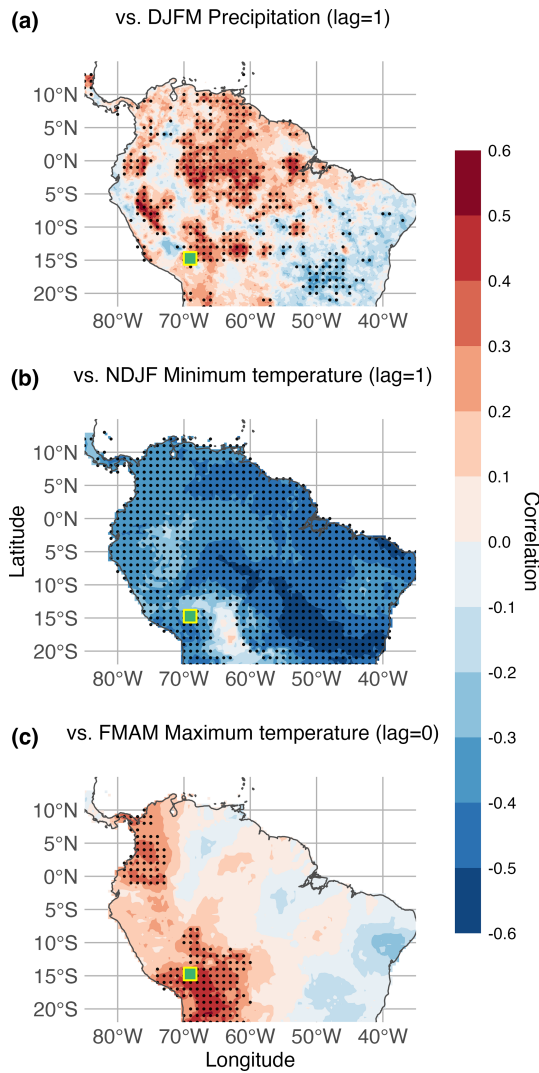 (a) vs. DJFM Precipitation (lag=1)
10°N
5°N
0°N
5°S
10°S
15°S
20°S
80°W 70°W 60°W 50°W 40°W
(b) vs. NDJF Minimum temperature (lag=1)
10°N
5°N
0°N
5°S
10°S
15°S
20°S
80°W 70°W 60°W 50°W 40°W
Latitude
(c) vs. FMAM Maximum temperature (lag=0)
10°N
5°N
0°N
5°S
10°S
15°S
20°S
80°W 70°W 60°W 50°W 40°W
Longitude
0.6
0.5
0.4
0.3
0.2
0.1
0.0
-0.1
-0.2
-0.3
-0.4
-0.5
-0.6
Correlation